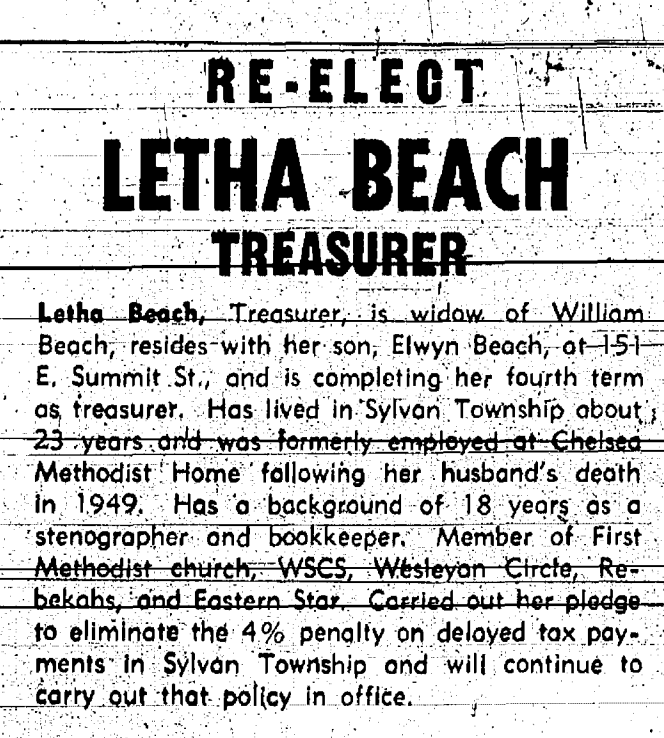 RE-ELECT
LETHA BEACH
TREASURER
Letha Beach, Treasurer, is widow of William
Beach, resides with her son, Elwyn Beach, at 151
E. Summit St., and is completing her fourth term
as treasurer. Has lived in Sylvan Township about
23 years and was formerly employed at Chelsea
Methodist Home following her husband's death
in 1949. Has a background of 18 years as a
stenographer and bookkeeper. Member of First
Methodist church, WSCS, Wesleyan Circle, Re-
bekahs, and Eastern Star. Carried out her pledge
to eliminate the 4% penalty on delayed tax pay-
ments in Sylvan Township and will continue to
carry out that policy in office.